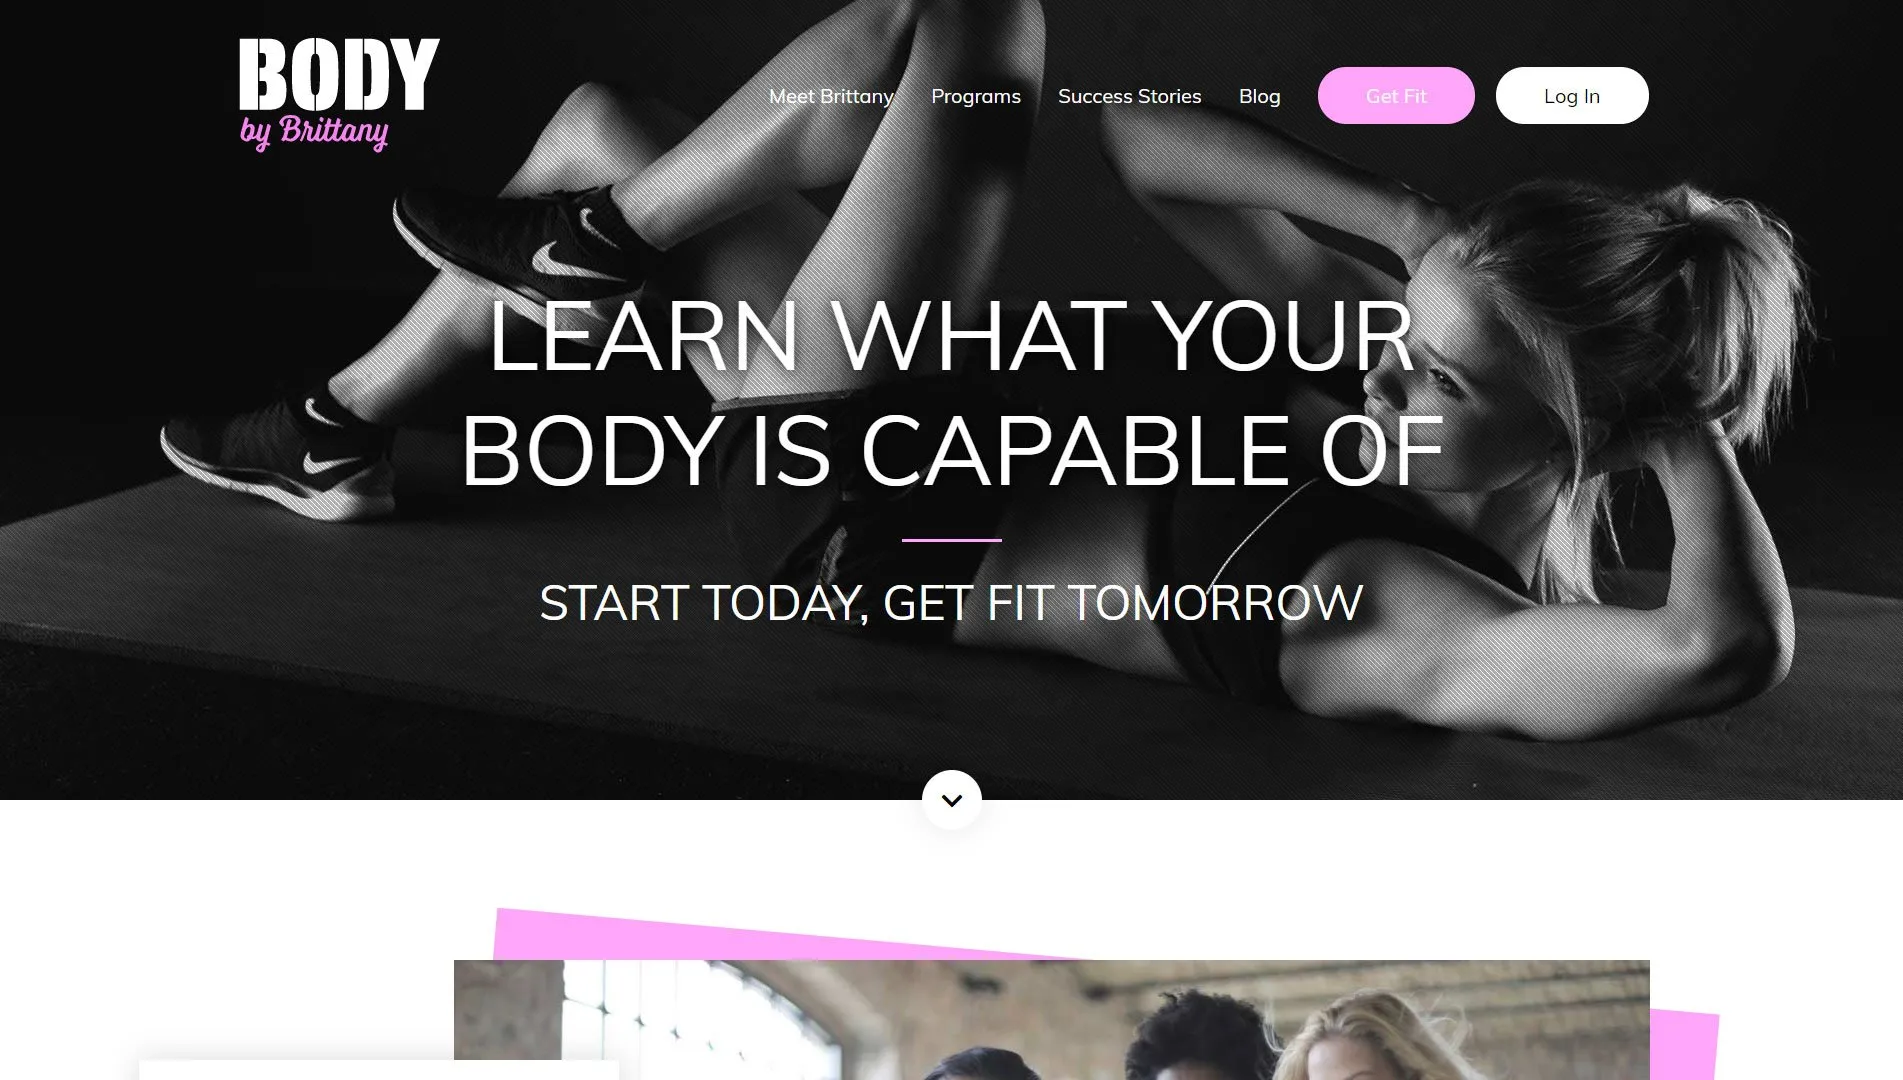 BODY
by Brittany
Meet Brittany
Programs
Success Stories
Blog
Get Fit
Log In
LEARN WHAT YOUR
BODY IS CAPABLE OF
START TODAY, GET FIT TOMORROW